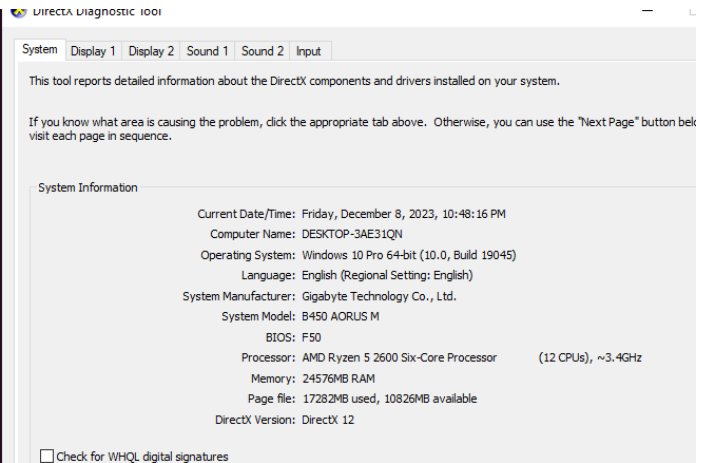 DirectX Diagnostic Tool
System Display 1 Display 2 Sound 1 Sound 2 Input
This tool reports detailed information about the DirectX components and drivers installed on your system.
If you know what area is causing the problem, click the appropriate tab above. Otherwise, you can use the "Next Page" button
visit each page in sequence.
System Information
Current Date/Time: Friday, December 8, 2023, 10:48:16 PM
Computer Name: DESKTOP-3AE31QN
Operating System: Windows 10 Pro 64-bit (10.0, Build 19045)
Language: English (Regional Setting: English)
System Manufacturer: Gigabyte Technology Co., Ltd.
System Model: B450 AORUS M
BIOS: F50
Processor: AMD Ryzen 5 2600 Six-Core Processor (12 CPUs), ~3.4GHz
Memory: 24576MB RAM
Page file: 17282MB used, 10826MB available
DirectX Version: DirectX 12
Check for WHQL digital signatures